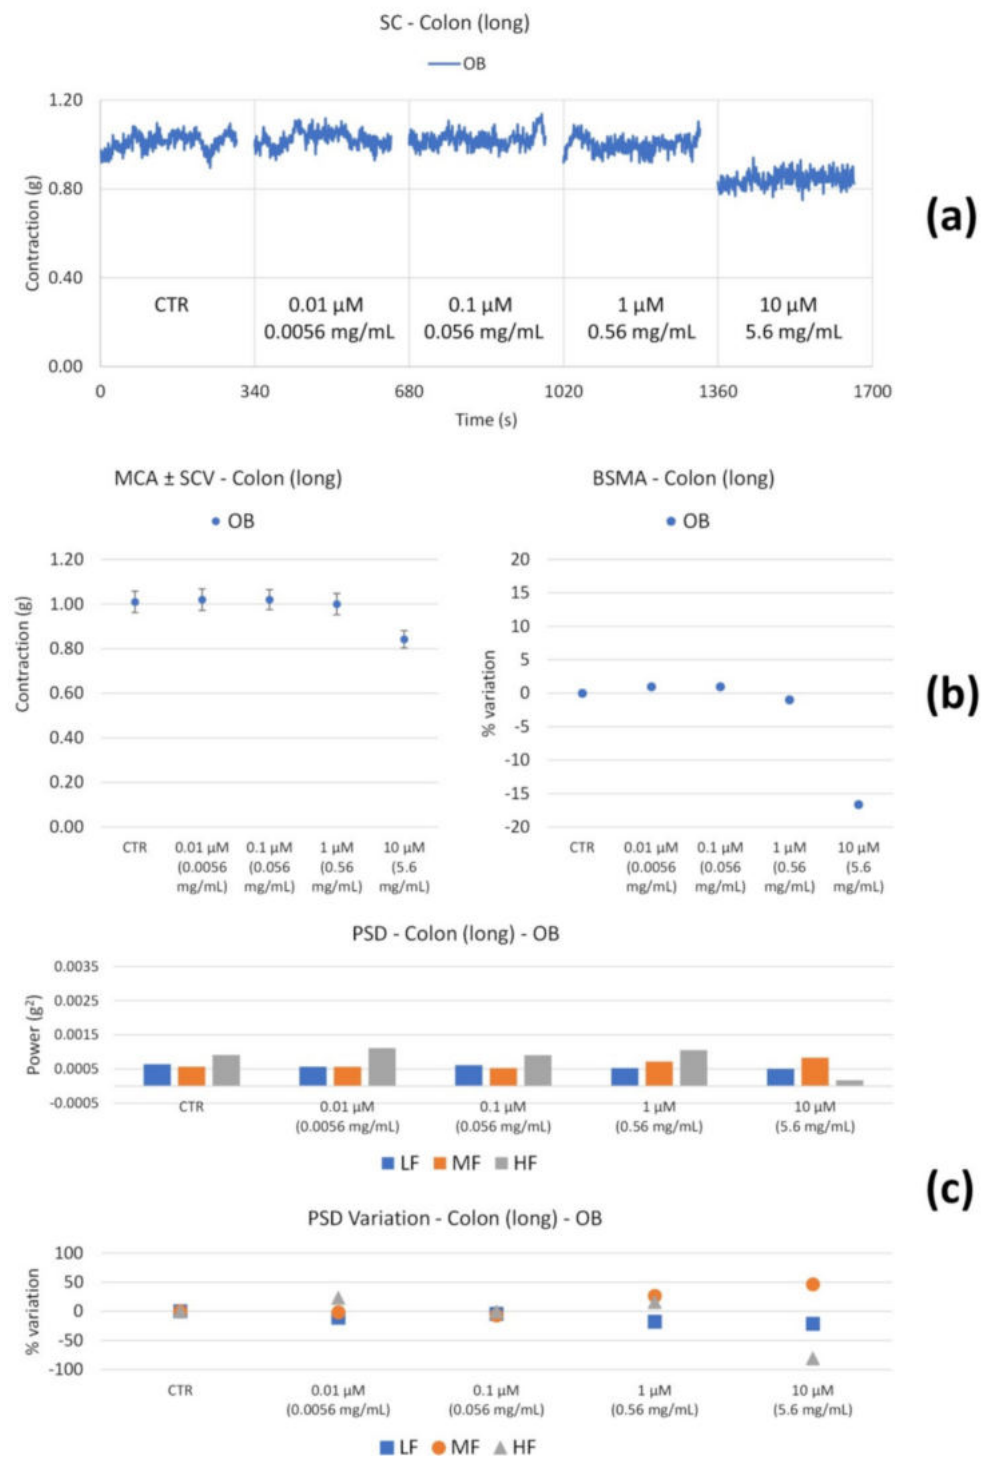 SC - Colon (long)
OB
1.20
0.80
0.40
0.00
Contraction (g)
CTR
0.01 µM
0.0056 mg/mL
0.1 µM
0.056 mg/mL
1 µM
0.56 mg/mL
10 µM
5.6 mg/mL
0 340 680 1020 1360 1700
Time (s)
(a)
MCA ± SCV - Colon (long)
OB
1.20
1.00
0.80
0.60
0.40
0.20
0.00
Contraction (g)
CTR
0.01 µM
(0.0056
mg/mL)
0.1 µM
(0.056
mg/mL)
1 µM
(0.56
mg/mL)
10 µM
(5.6
mg/mL)
BSMA - Colon (long)
OB
20
15
10
5
0
-5
-10
-15
-20
% variation
CTR
0.01 µM
(0.0056
mg/mL)
0.1 µM
(0.056
mg/mL)
1 µM
(0.56
mg/mL)
10 µM
(5.6
mg/mL)
(b)
PSD - Colon (long) - OB
0.0035
0.0025
0.0015
0.0005
-0.0005
Power (g²)
CTR
0.01 µM
(0.0056 mg/mL)
0.1 µM
(0.056 mg/mL)
1 µM
(0.56 mg/mL)
10 µM
(5.6 mg/mL)
LF MF HF
(c)
PSD Variation - Colon (long) - OB
100
50
0
-50
-100
% variation
CTR
0.01 µM
(0.0056 mg/mL)
0.1 µM
(0.056 mg/mL)
1 µM
(0.56 mg/mL)
10 µM
(5.6 mg/mL)
LF MF HF